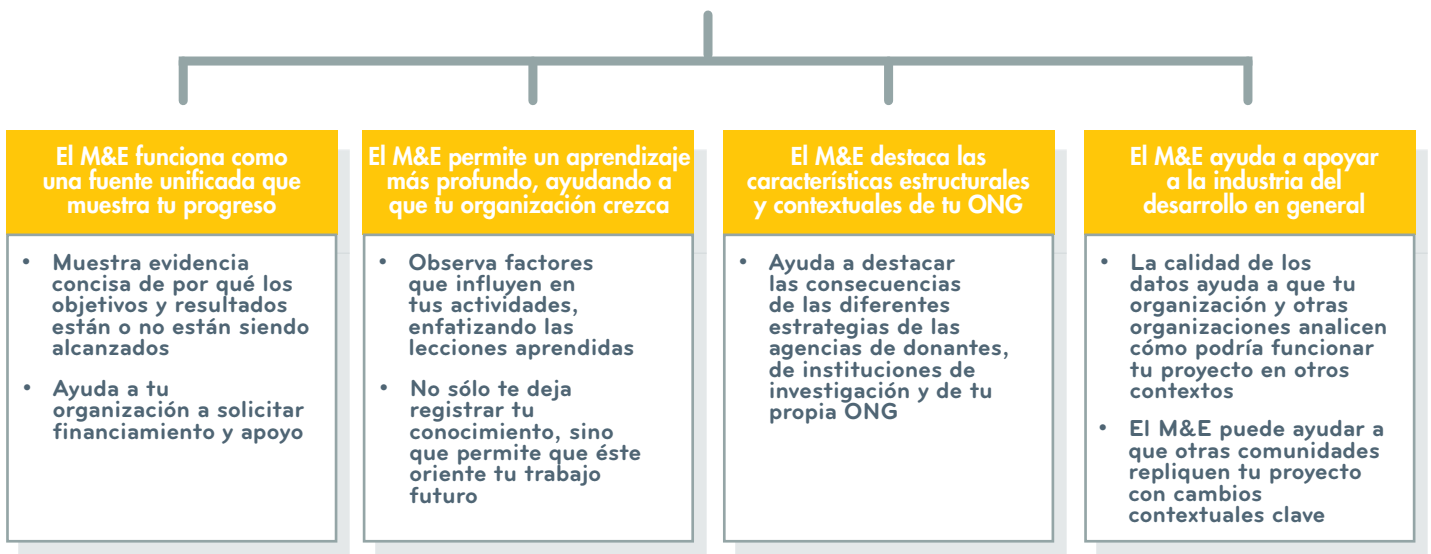 El M&E funciona como
una fuente unificada que
muestra tu progreso
• Muestra evidencia
concisa de por qué los
objetivos y resultados
están o no están siendo
alcanzados
• Ayuda a tu
organización a solicitar
financiamiento y apoyo
El M&E permite un aprendizaje
más profundo, ayudando a
que tu organización crezca
• Observa factores
que influyen en
tus actividades,
enfatizando las
lecciones aprendidas
• No sólo te deja
registrar tu
conocimiento, sino
que permite que éste
oriente tu trabajo
futuro
El M&E destaca las
características estructurales
y contextuales de tu ONG
• Ayuda a destacar
las consecuencias
de las diferentes
estrategias de las
agencias de donantes,
de instituciones de
investigación y de tu
propia ONG
El M&E ayuda a apoyar
a la industria del
desarrollo en general
• La calidad de los
datos ayuda a que tu
organización y otras
organizaciones analicen
cómo podría funcionar
tu proyecto en otros
contextos
• El M&E puede ayudar a
que otras comunidades
repliquen tu proyecto
con cambios
contextuales clave